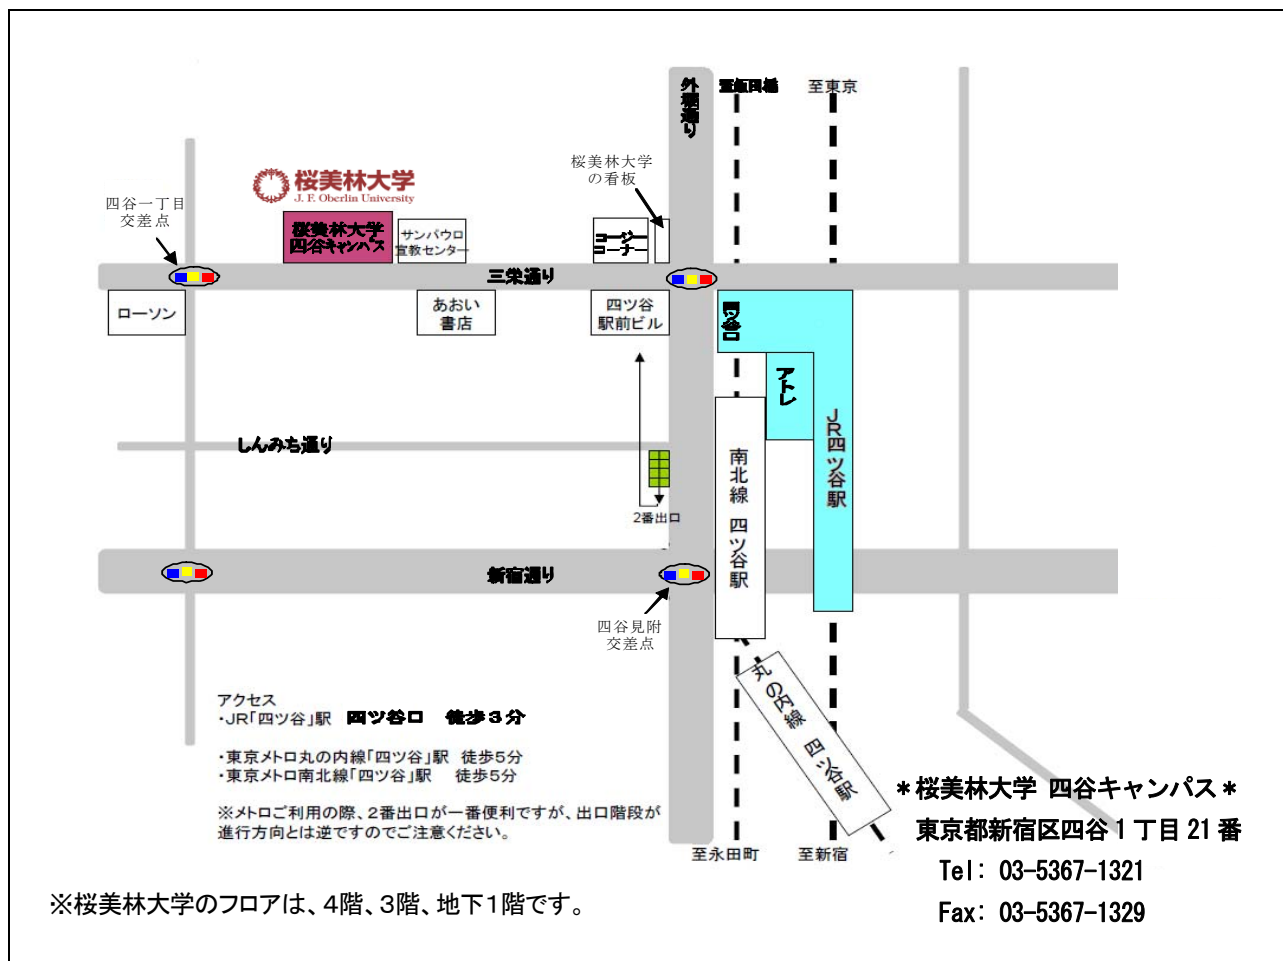 外堀通り
至飯田橋
至東京
桜美林大学
の看板
桜美林大学
J. F. Oberlin University
四谷一丁目
交差点
桜美林大学
四谷キャンパス
サンパウロ
宣教センター
コージー
コーナー
三栄通り
ローソン
あおい
書店
四ツ谷
駅前ビル
四ツ谷口
アトレ
JR四ツ谷駅
しんみち通り
南北線 四ツ谷駅
2番出口
新宿通り
四谷見附
交差点
丸の内線 四ツ谷駅
アクセス
・JR「四ツ谷」駅 四ツ谷口 徒歩3分
・東京メトロ丸の内線「四ツ谷」駅 徒歩5分
・東京メトロ南北線「四ツ谷」駅 徒歩5分
※メトロご利用の際、2番出口が一番便利ですが、出口階段が
進行方向とは逆ですのでご注意ください。
至永田町
至新宿
*桜美林大学 四谷キャンパス*
東京都新宿区四谷1丁目21番
Tel: 03-5367-1321
Fax: 03-5367-1329
※桜美林大学のフロアは、4階、3階、地下1階です。